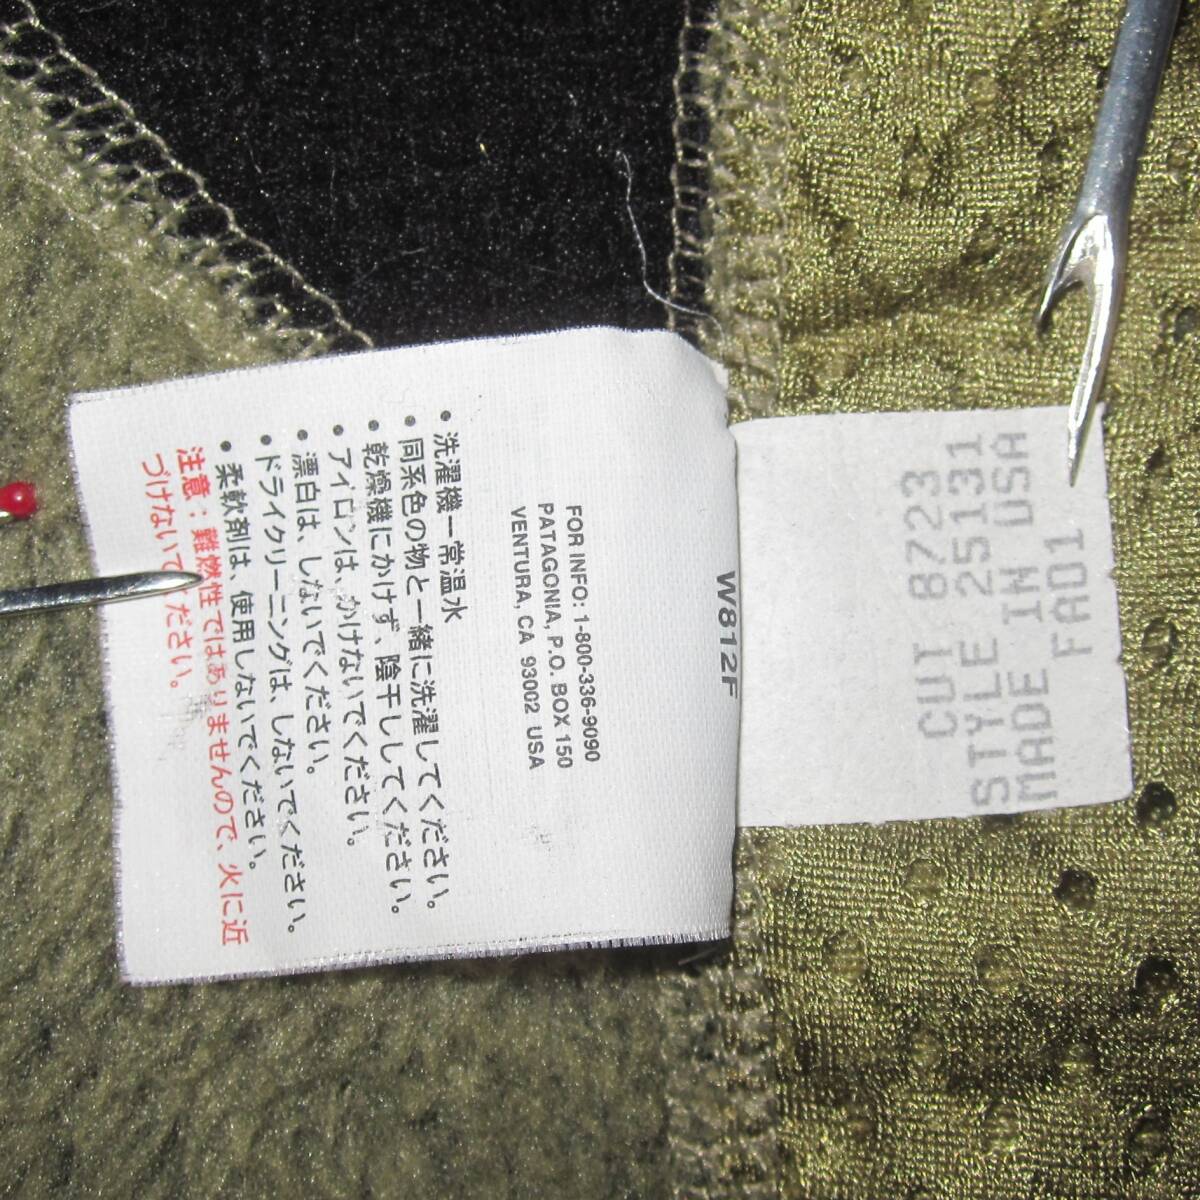 FOR INFO: 1-800-336-9090
PATAGONIA, P.O. BOX 150
VENTURA, CA 93002 USA
• 洗濯機ー常温水
• 同系色の物と一緒に洗濯してください。
• 乾燥機にかけず、陰干ししてください。
• アイロンは、かけないでください。
• 漂白は、しないでください。
• ドライクリーニングは、しないでください。
• 柔軟剤は、使用しないでください。
注意：難燃性ではありませんので、火に近
づけないでください。
W812F
CUT 8723
STYLE 25131
MADE IN USA
FA01